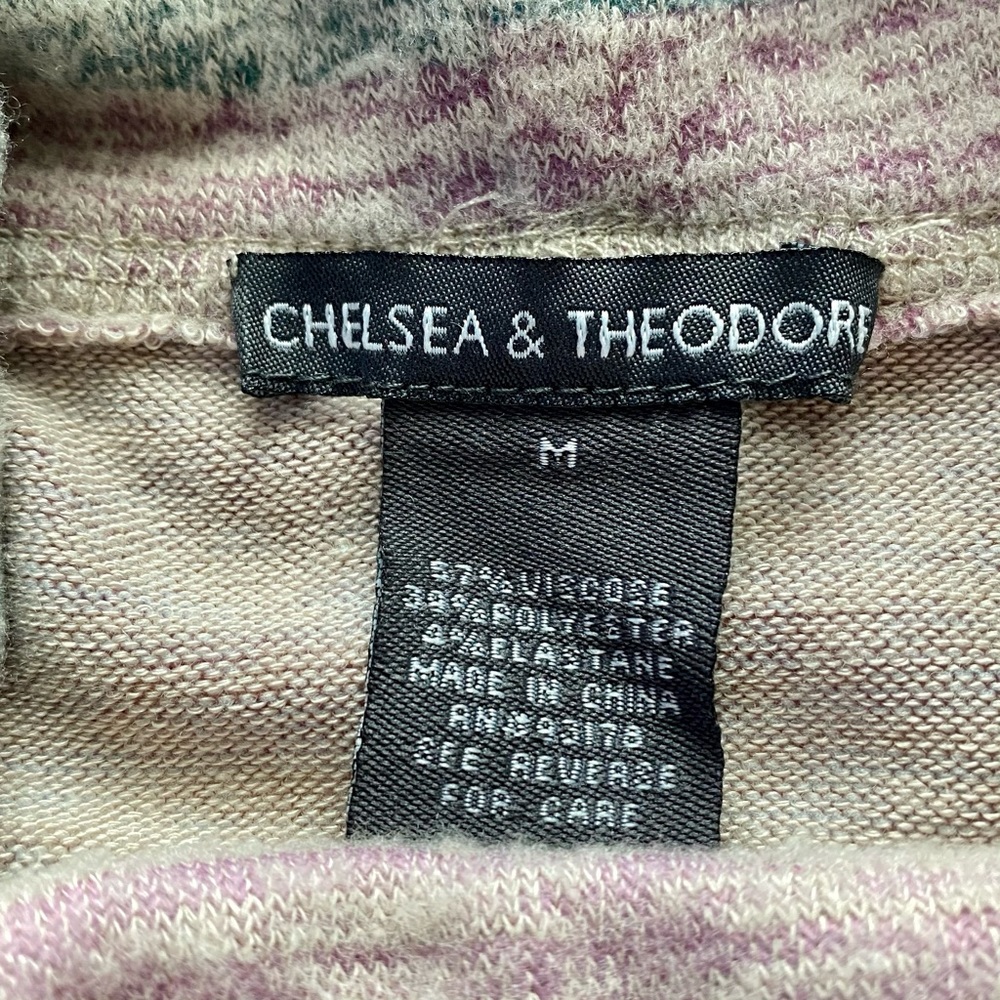 CHELSEA & THEODORE
M
57% VISCOSE
39% POLYESTER
4% ELASTANE
MADE IN CHINA
SEE REVERSE
FOR CARE